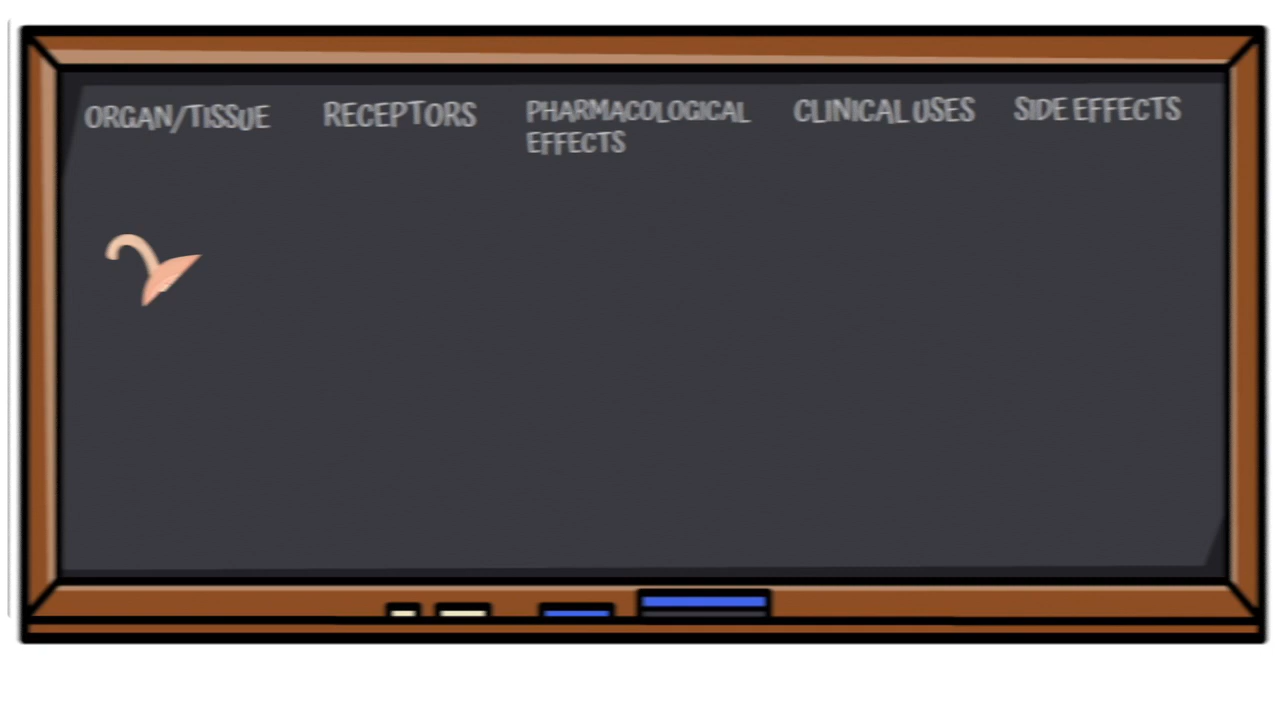 ORGAN/TISSUE RECEPTORS PHARMACOLOGICAL CLINICAL USES SIDE EFFECTS
EFFECTS